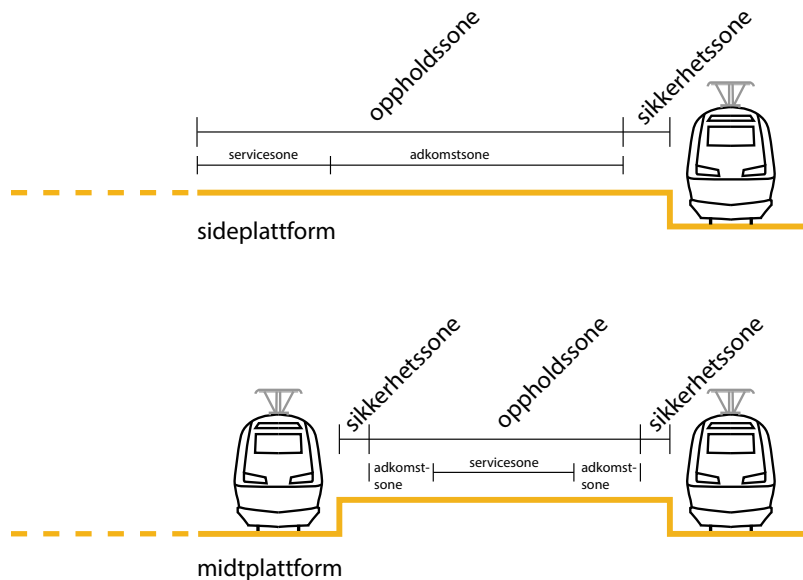 oppholdssone
sikkerhetssone
servicesone
adkomstsone
sideplattform
sikkerhetssone
oppholdssone
sikkerhetssone
adkomst-
sone
servicesone
adkomst-
sone
midtplattform